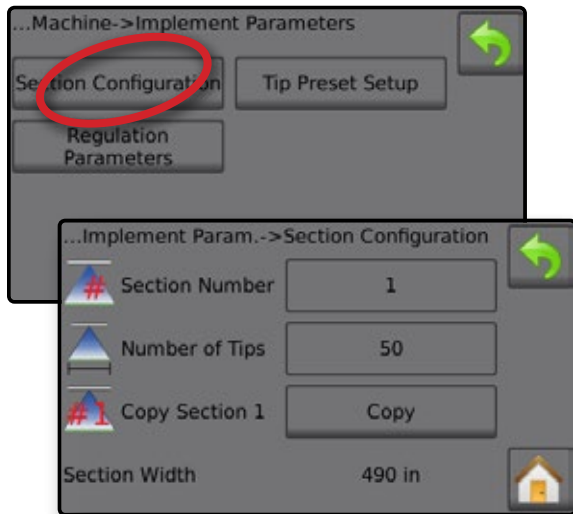 ...Machine->Implement Parameters
Section Configuration
Tip Preset Setup
Regulation
Parameters
...Implement Param.->Section Configuration
#
Section Number
1
Number of Tips
50
#1
Copy Section 1
Copy
Section Width
490 in